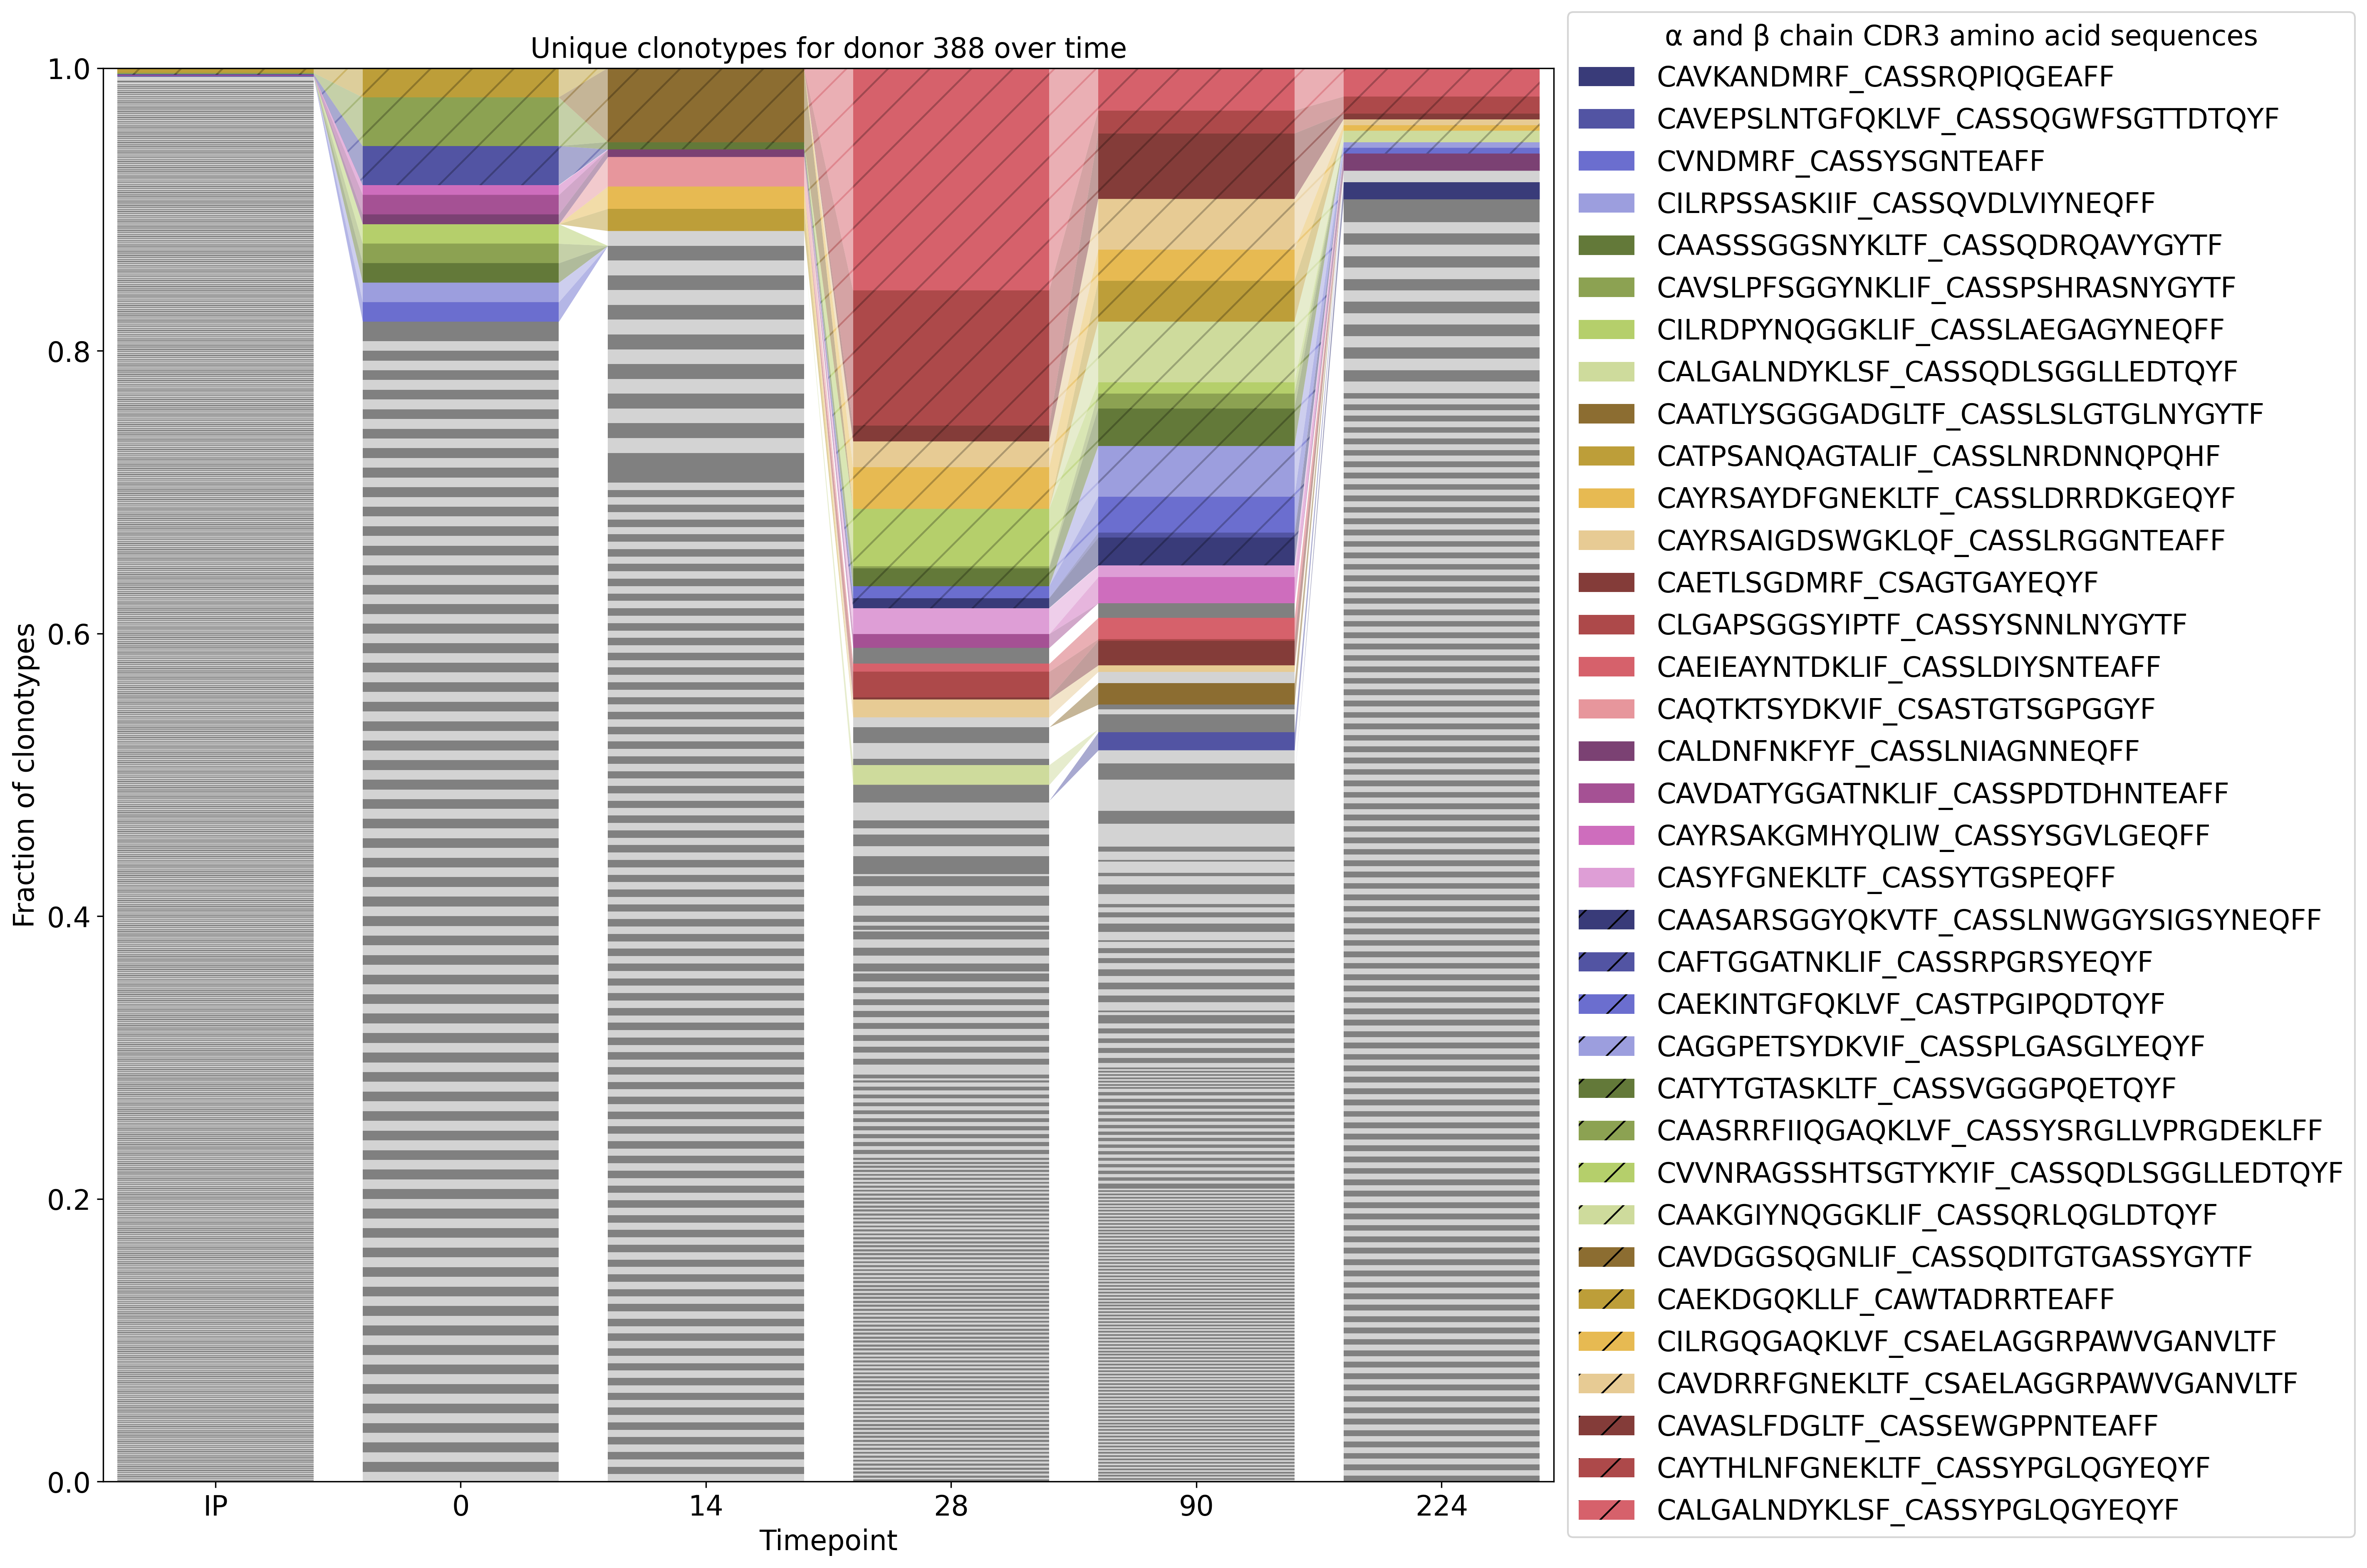 Unique clonotypes for donor 388 over time
1.0
0.8
0.6
0.4
0.2
0.0
Fraction of clonotypes
IP 0 14 28 90 224
Timepoint
α and β chain CDR3 amino acid sequences
CAVKANDMRF_CASSRQPIQGEAFF
CAVEPSLNTGFQKLVF_CASSQGWFSGTTDTQYF
CVNDMRF_CASSYSGNTEAFF
CILRPSSASKIIF_CASSQVDLVIYNEQFF
CAASSSGGSNYKLTF_CASSQDRQAVYGYTF
CAVSLPFSGGYNKLIF_CASSPSHRASNYGYTF
CILRDPYNQGGKLIF_CASSLAEGAGYNEQFF
CALGALNDYKLSF_CASSQDLSGGLLEDTQYF
CAATLYSGGGADGLTF_CASSLSLGTGLNYGYTF
CATPSANQAGTALIF_CASSLNRDNNQPQHF
CAYRSAYDFGNEKLTF_CASSLDRRDKGEQYF
CAYRSAIGDSWGKLQF_CASSLRGGNTEAFF
CAETLSGDMRF_CSAGTGAYEQYF
CLGAPSGGSYIPTF_CASSYSNNLNYGYTF
CAEIEAYNTDKLIF_CASSLDIYSNTEAFF
CAQTKTSYDKVIF_CSASTGTSGPGGYF
CALDNFNKFYF_CASSLNIAGNNEQFF
CAVDATYGGATNKLIF_CASSPDTDHNTEAFF
CAYRSAKGMHYQLIW_CASSYSGVLGEQFF
CASYFGNEKLTF_CASSYTGSPEQFF
CAASARSGGYQKVTF_CASSLNWGGYSIGSYNEQFF
CAFTGGATNKLIF_CASSRPGRSYEQYF
CAEKINTGFQKLVF_CASTPGIPQDTQYF
CAGGPETSYDKVIF_CASSPLGASGLYEQYF
CATYTGTASKLTF_CASSVGGGPQETQYF
CAASRRFIIQGAQKLVF_CASSYSRGLLVPRGDEKLFF
CVVNRAGSSHTSGTYKYIF_CASSQDLSGGLLEDTQYF
CAAKGIYNQGGKLIF_CASSQRLQGLDTQYF
CAVDGGSQGNLIF_CASSQDITGTGASSYGYTF
CAEKDGQKLLF_CAWTADRRTEAFF
CILRGQGAQKLVF_CSAELAGGRPAWVGANVLTF
CAVDRRFGNEKLTF_CSAELAGGRPAWVGANVLTF
CAVASLFDGLTF_CASSEWGPPNTEAFF
CAYTHLNFGNEKLTF_CASSYPGLQGYEQYF
CALGALNDYKLSF_CASSYPGLQGYEQYF